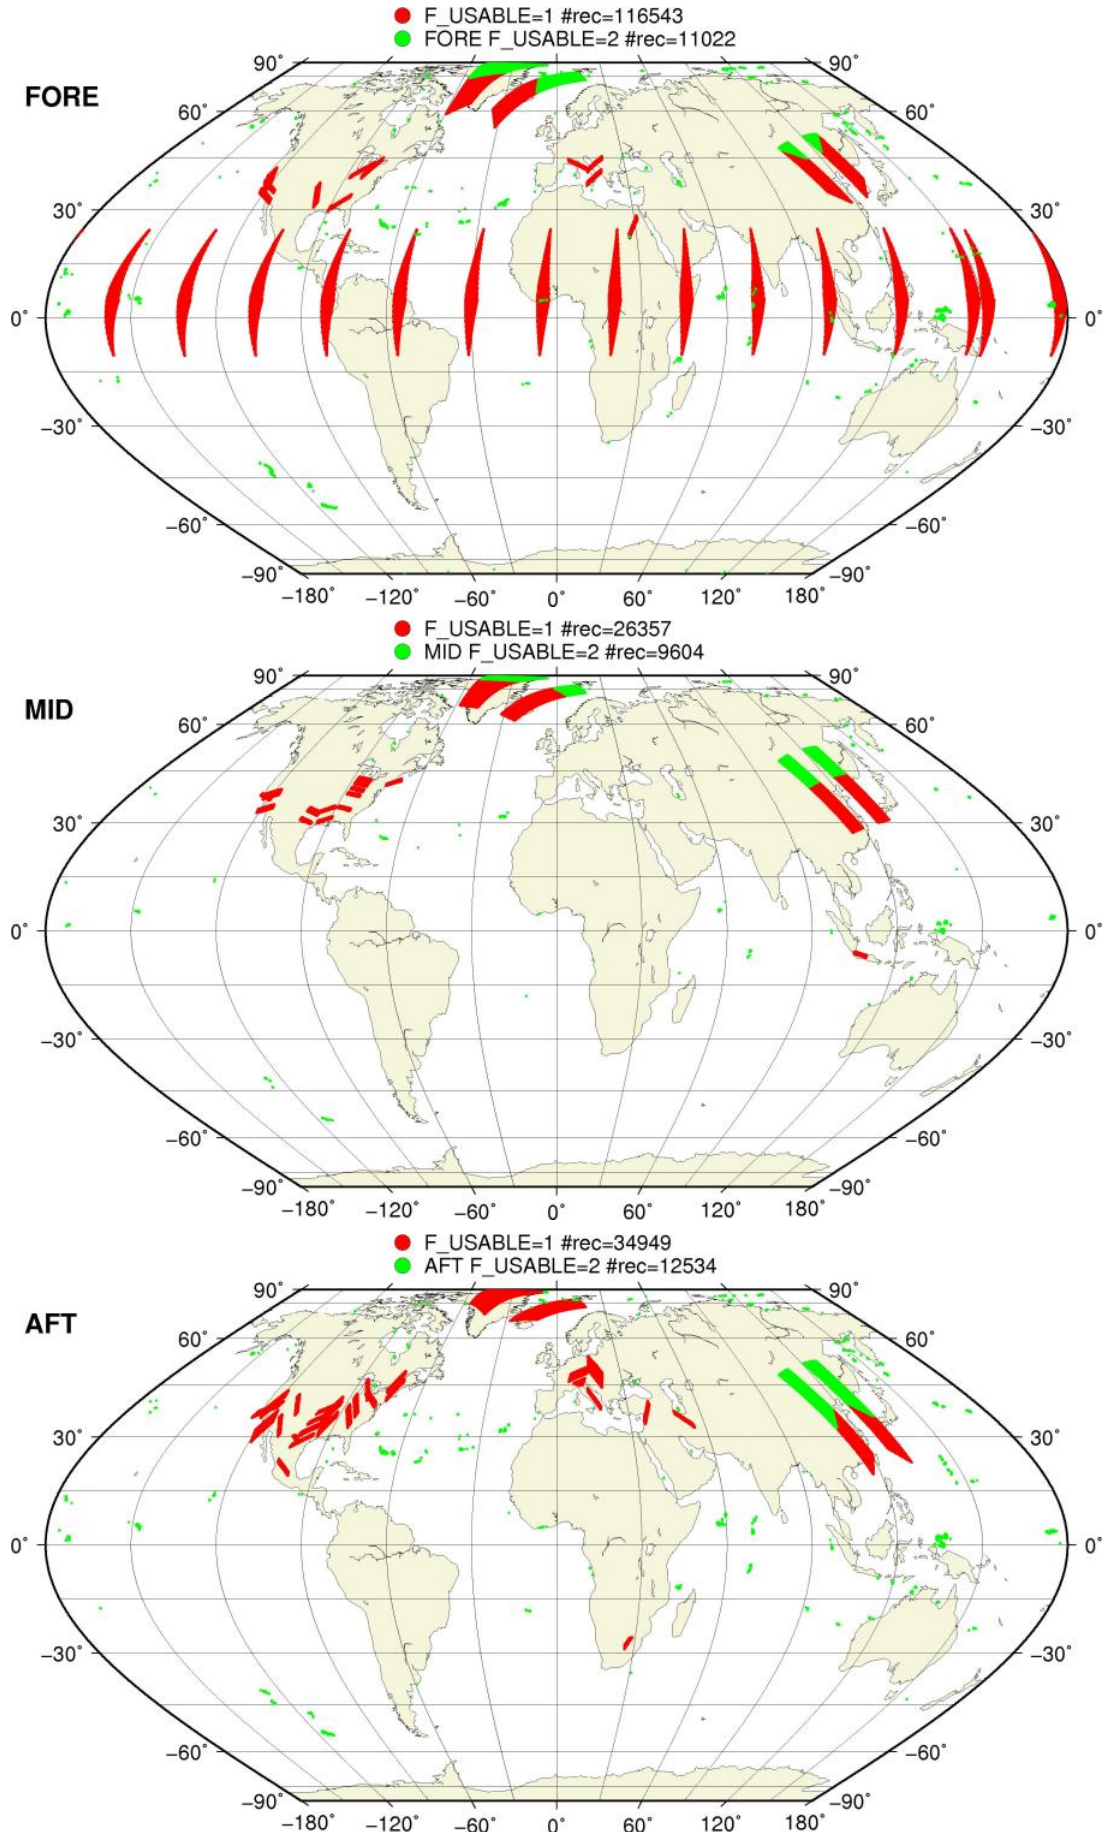 F_USABLE=1 #rec=116543
FORE F_USABLE=2 #rec=11022
FORE
90° 90°
60° 60°
30° 30°
0° 0°
−30° −30°
−60° −60°
−90° −90°
−180° −120° −60° 0° 60° 120° 180°
F_USABLE=1 #rec=26357
MID F_USABLE=2 #rec=9604
MID
90° 90°
60° 60°
30° 30°
0° 0°
−30° −30°
−60° −60°
−90° −90°
−180° −120° −60° 0° 60° 120° 180°
F_USABLE=1 #rec=34949
AFT F_USABLE=2 #rec=12534
AFT
90° 90°
60° 60°
30° 30°
0° 0°
−30° −30°
−60° −60°
−90° −90°
−180° −120° −60° 0° 60° 120° 180°